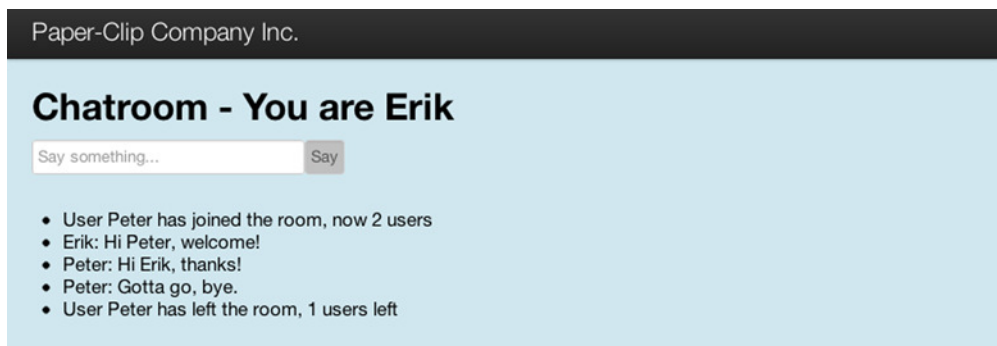 Paper-Clip Company Inc.
Chatroom - You are Erik
Say something... Say
• User Peter has joined the room, now 2 users
• Erik: Hi Peter, welcome!
• Peter: Hi Erik, thanks!
• Peter: Gotta go, bye.
• User Peter has left the room, 1 users left